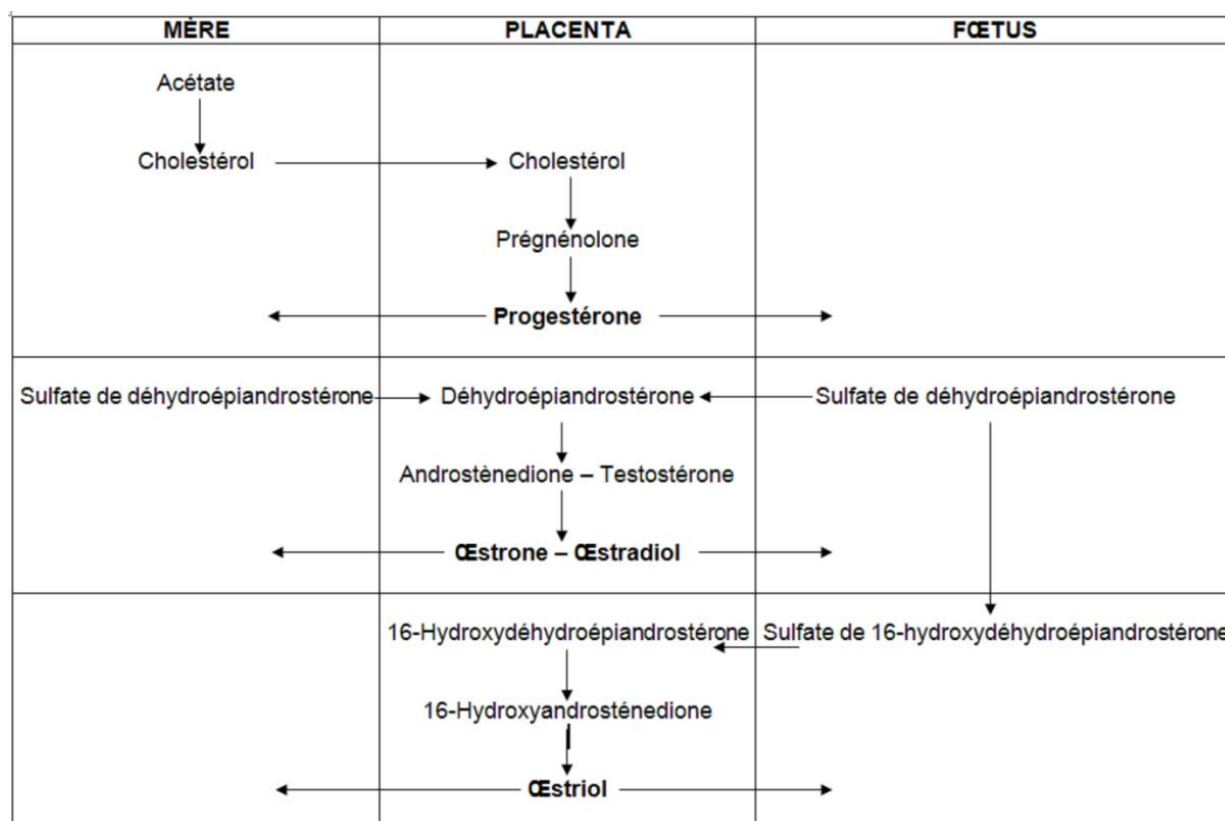 MÈRE PLACENTA FŒTUS
Acétate
Cholestérol Cholestérol
Prégnénolone
Progestérone
Sulfate de déhydroépiandrostérone Déhydroépiandrostérone Sulfate de déhydroépiandrostérone
Androstènedione – Testostérone
Œstrone – Œstradiol
16-Hydroxydéhydroépiandrostérone Sulfate de 16-hydroxydéhydroépiandrostérone
16-Hydroxyandrosténedione
Œstriol